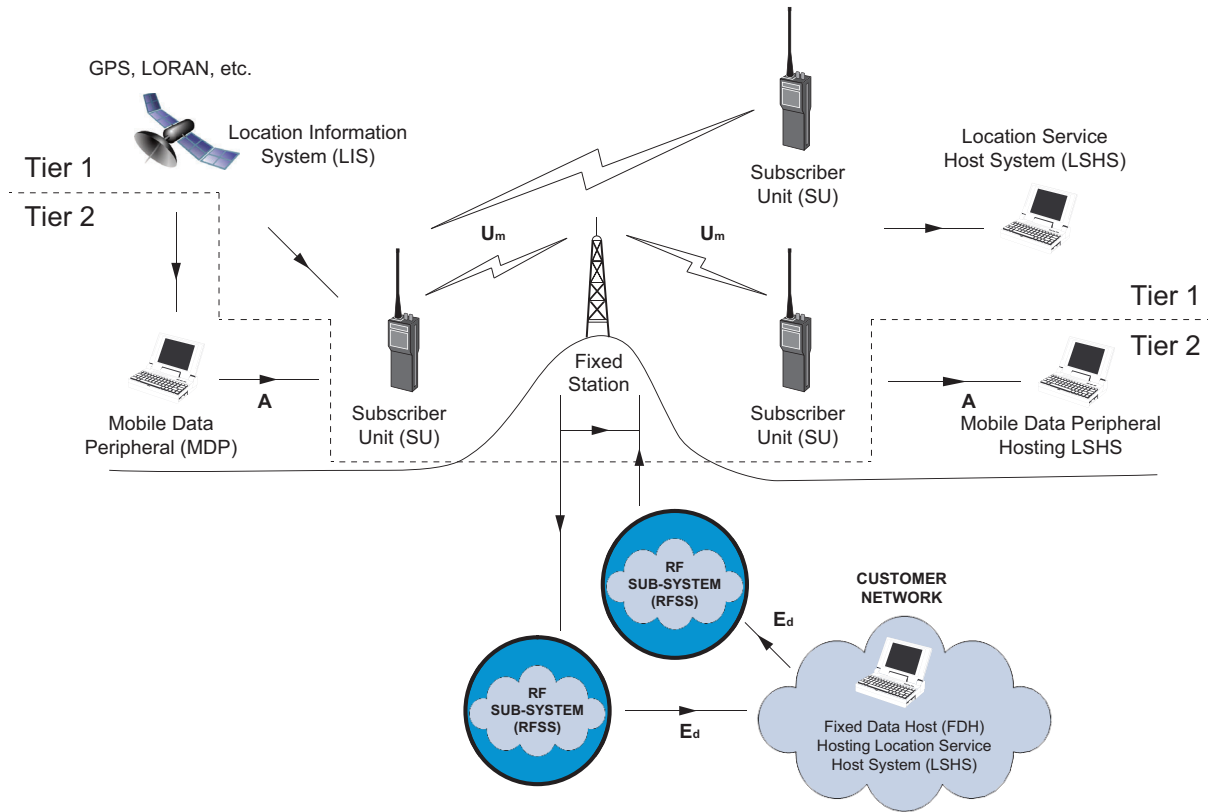 GPS, LORAN, etc.
Location Information
System (LIS)
Tier 1
Tier 2
Subscriber
Unit (SU)
Location Service
Host System (LSHS)
Um
Um
Tier 1
Tier 2
Fixed
Station
A
Mobile Data
Peripheral (MDP)
Subscriber
Unit (SU)
Subscriber
Unit (SU)
A
Mobile Data Peripheral
Hosting LSHS
RF
SUB-SYSTEM
(RFSS)
CUSTOMER
NETWORK
Ed
RF
SUB-SYSTEM
(RFSS)
Ed
Fixed Data Host (FDH)
Hosting Location Service
Host System (LSHS)